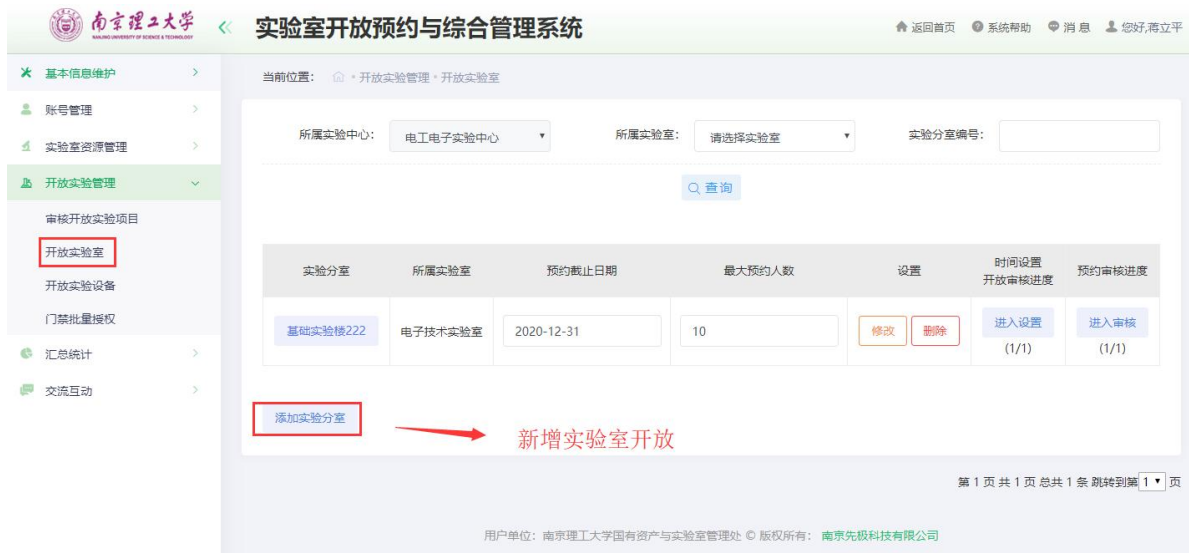 南京理工大学
NANJING UNIVERSITY OF SCIENCE & TECHNOLOGY
实验室开放预约与综合管理系统
返回首页 系统帮助 消息 您好,蒋立平
基本信息维护
账号管理
实验室资源管理
开放实验管理
审核开放实验项目
开放实验室
开放实验设备
门禁批量授权
汇总统计
交流互动
当前位置: 开放实验管理 开放实验室
所属实验中心: 电工电子实验中心 所属实验室: 请选择实验室 实验分室编号:
查询
实验分室 所属实验室 预约截止日期 最大预约人数 设置 时间设置 开放审核进度 预约审核进度
基础实验楼222 电子技术实验室 2020-12-31 10 修改 删除 进入设置 进入审核
(1/1) (1/1)
添加实验分室
新增实验室开放
第 1 页 共 1 页 总共 1 条 跳转到第 1 页
用户单位: 南京理工大学国有资产与实验室管理处 © 版权所有: 南京先极科技有限公司